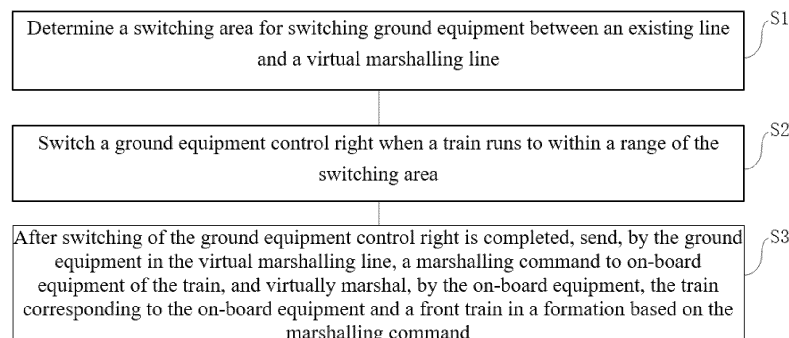 Determine a switching area for switching ground equipment between an existing line
and a virtual marshalling line
S1
Switch a ground equipment control right when a train runs to within a range of the
switching area
S2
After switching of the ground equipment control right is completed, send, by the ground
equipment in the virtual marshalling line, a marshalling command to on-board
equipment of the train, and virtually marshal, by the on-board equipment, the train
corresponding to the on-board equipment and a front train in a formation based on the
marshalling command
S3